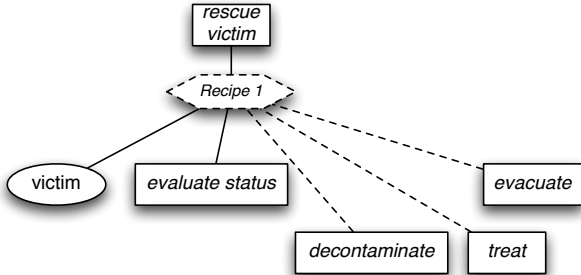 rescue
victim
Recipe 1
victim
evaluate status
evacuate
decontaminate
treat